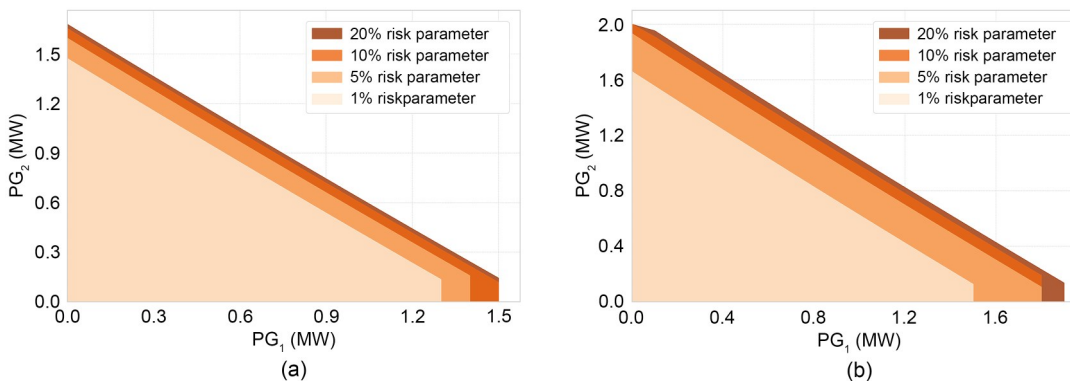 20% risk parameter
10% risk parameter
5% risk parameter
1% riskparameter
PG2 (MW)
1.5
1.2
0.9
0.6
0.3
0.0
0.0 0.3 0.6 0.9 1.2 1.5
PG1 (MW)
(a)
20% risk parameter
10% risk parameter
5% risk parameter
1% riskparameter
PG2 (MW)
2.0
1.6
1.2
0.8
0.4
0.0
0.0 0.4 0.8 1.2 1.6
PG1 (MW)
(b)